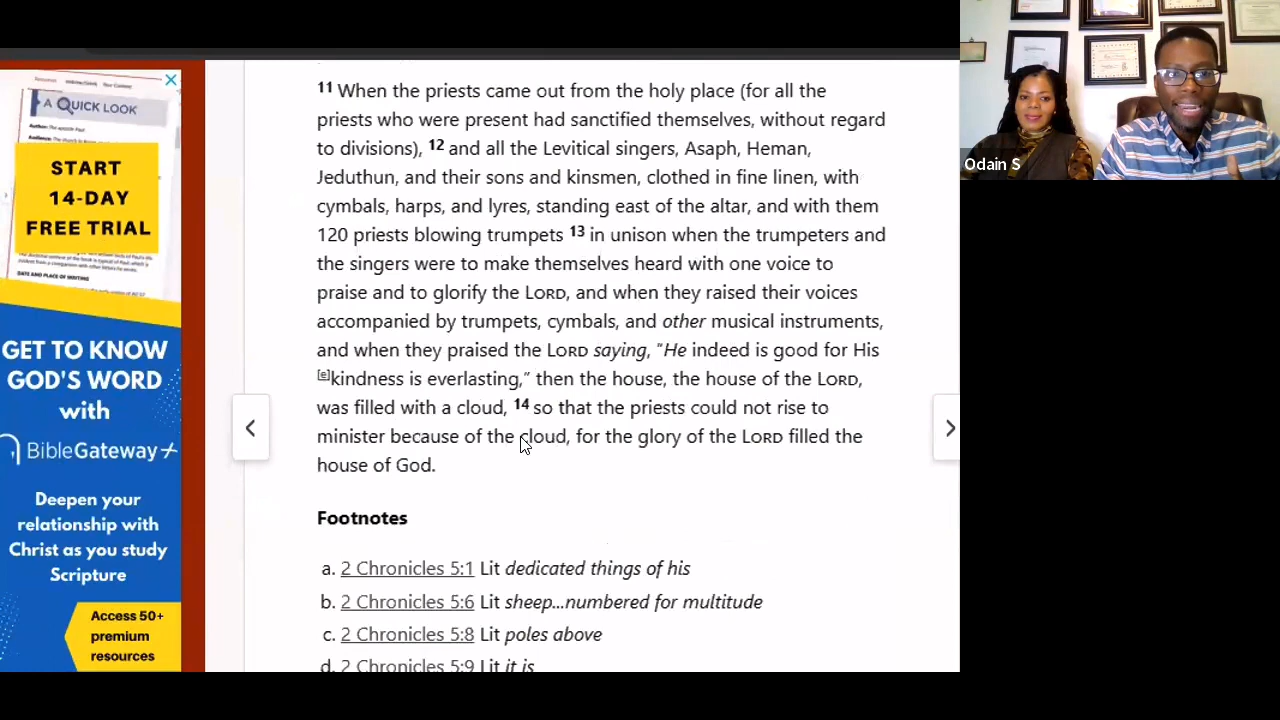 A QUICK LOOK
START
14-DAY
FREE TRIAL
GET TO KNOW
GOD'S WORD
with
BibleGateway+
Deepen your
relationship with
Christ as you study
Scripture
Access 50+
premium
resources
11 When the priests came out from the holy place (for all the
priests who were present had sanctified themselves, without regard
to divisions), 12 and all the Levitical singers, Asaph, Heman,
Jeduthun, and their sons and kinsmen, clothed in fine linen, with
cymbals, harps, and lyres, standing east of the altar, and with them
120 priests blowing trumpets 13 in unison when the trumpeters and
the singers were to make themselves heard with one voice to
praise and to glorify the LORD, and when they raised their voices
accompanied by trumpets, cymbals, and other musical instruments,
and when they praised the LORD saying, “He indeed is good for His
[e]kindness is everlasting,” then the house, the house of the LORD,
was filled with a cloud, 14 so that the priests could not rise to
minister because of the cloud, for the glory of the LORD filled the
house of God.
Footnotes
a. 2 Chronicles 5:1 Lit dedicated things of his
b. 2 Chronicles 5:6 Lit sheep...numbered for multitude
c. 2 Chronicles 5:8 Lit poles above
d. 2 Chronicles 5:9 Lit it is
Odain S